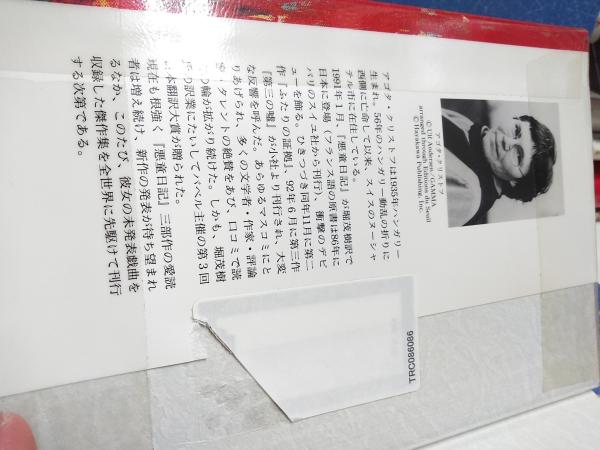 アゴタ・クリストフ
©Ulf Andersen/GAMMA
arranged through Editions du Seuil
©Hayakawa Publishing, Inc.
アゴタ・クリストフは1935年ハンガリー
生まれ。56年のハンガリー動乱の折りに
西側に亡命して以来、スイスのヌーシャ
テル市に在住している。
1991年1月、『悪童日記』が堀茂樹訳で
日本に登場（フランス語の原書は86年に
パリのスイユ社から刊行）、衝撃のデビ
ューを飾る。ひきつづき同年11月に第二
作『ふたりの証拠』、92年6月に第三作
『第三の嘘』が小社より刊行され、大変
な反響を呼んだ。あらゆるマスコミにと
りあげられ、多くの文学者・作家・評論
・タレントの絶賛をあび、口コミで読
の輪が拡がり続けた。しかも、堀茂樹
訳業にたいしてバベル主催の第3回
本翻訳大賞が贈られた。
現在も根強く『悪童日記』三部作の愛読
者は増え続け、新作の発表が待ち望まれ
るなか、このたび、彼女の未発表戯曲を
収録した傑作集を全世界に先駆けて刊行
する次第である。
TRC086086